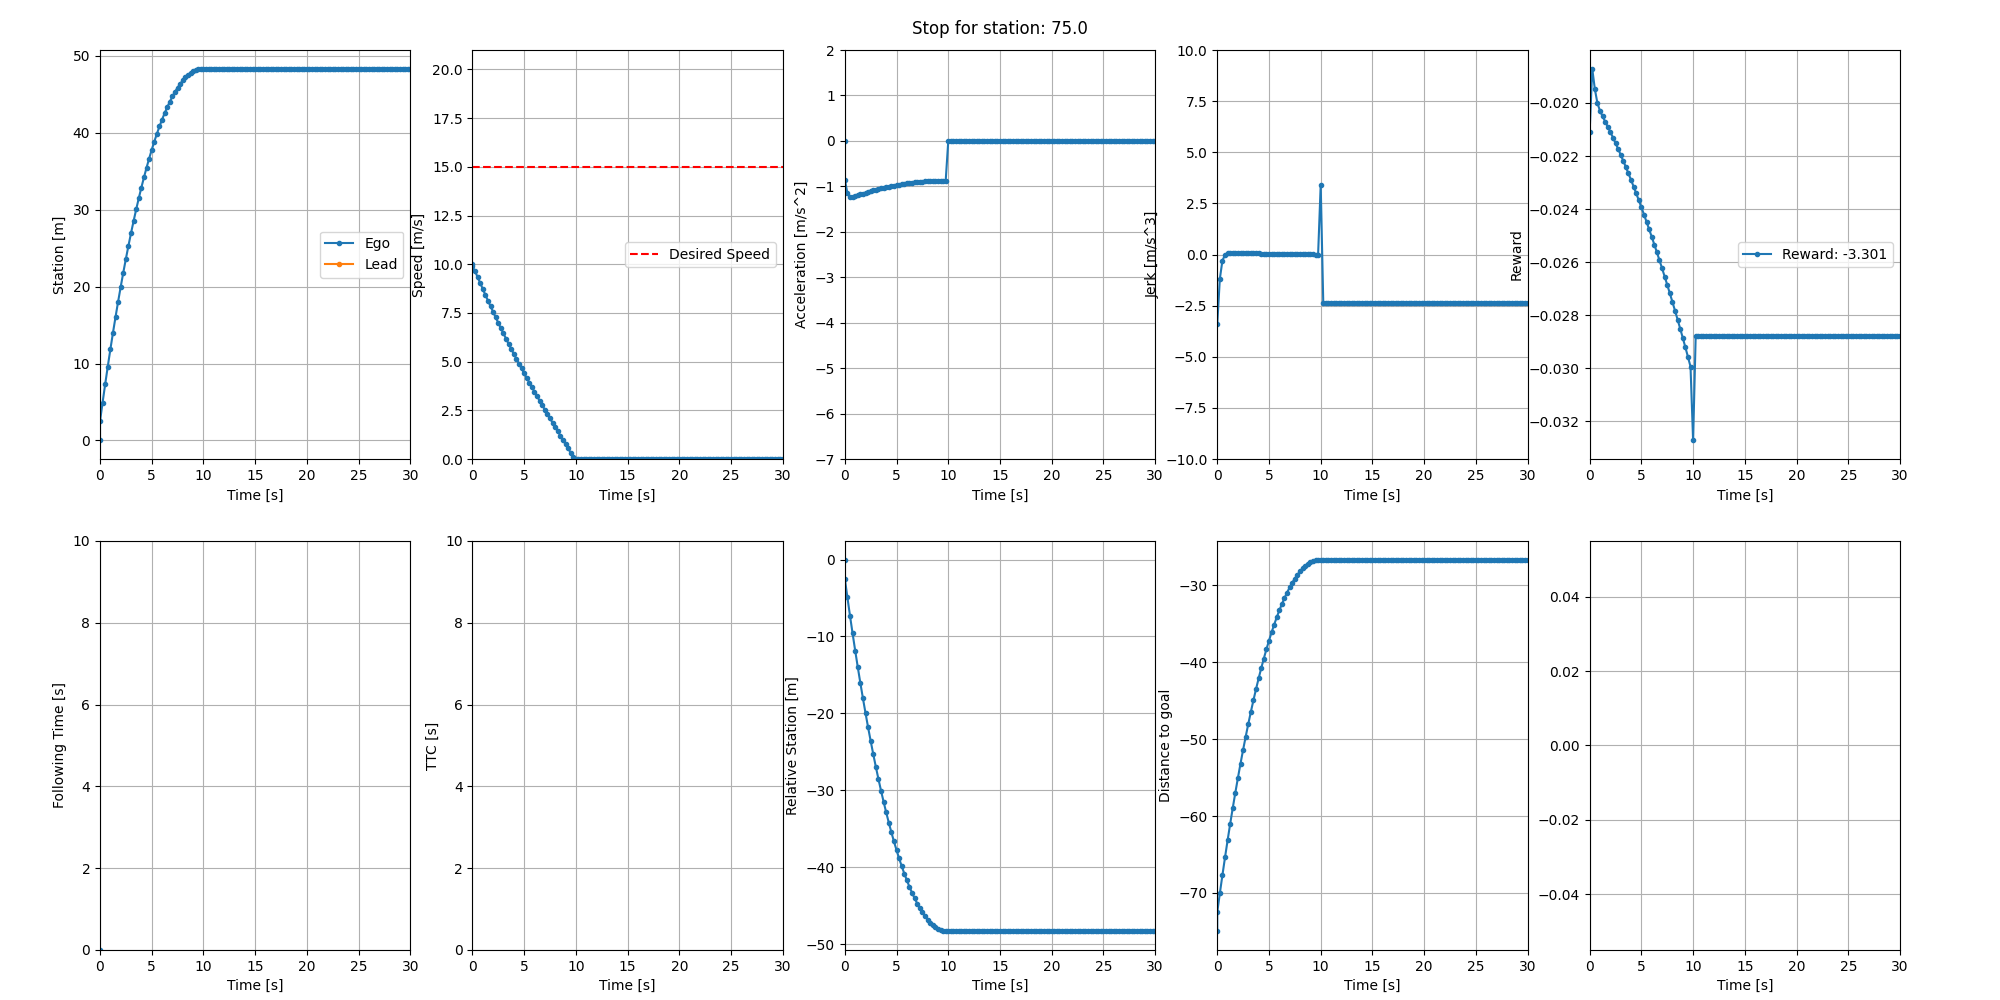 Stop for station: 75.0
50
40
30
20
10
0
Station [m]
0 5 10 15 20 25 30
Time [s]
Ego
Lead
20.0
17.5
15.0
12.5
10.0
7.5
5.0
2.5
0.0
Speed [m/s]
0 5 10 15 20 25 30
Time [s]
Desired Speed
2
1
0
−1
−2
−3
−4
−5
−6
−7
Acceleration [m/s^2]
0 5 10 15 20 25 30
Time [s]
10.0
7.5
5.0
2.5
0.0
−2.5
−5.0
−7.5
−10.0
Jerk [m/s^3]
0 5 10 15 20 25 30
Time [s]
−0.020
−0.022
−0.024
−0.026
−0.028
−0.030
−0.032
Reward
0 5 10 15 20 25 30
Time [s]
Reward: -3.301
10
8
6
4
2
0
Following Time [s]
0 5 10 15 20 25 30
Time [s]
10
8
6
4
2
0
TTC [s]
0 5 10 15 20 25 30
Time [s]
0
−10
−20
−30
−40
−50
Relative Station [m]
0 5 10 15 20 25 30
Time [s]
−30
−40
−50
−60
−70
Distance to goal
0 5 10 15 20 25 30
Time [s]
0.04
0.02
0.00
−0.02
−0.04
0 5 10 15 20 25 30
Time [s]